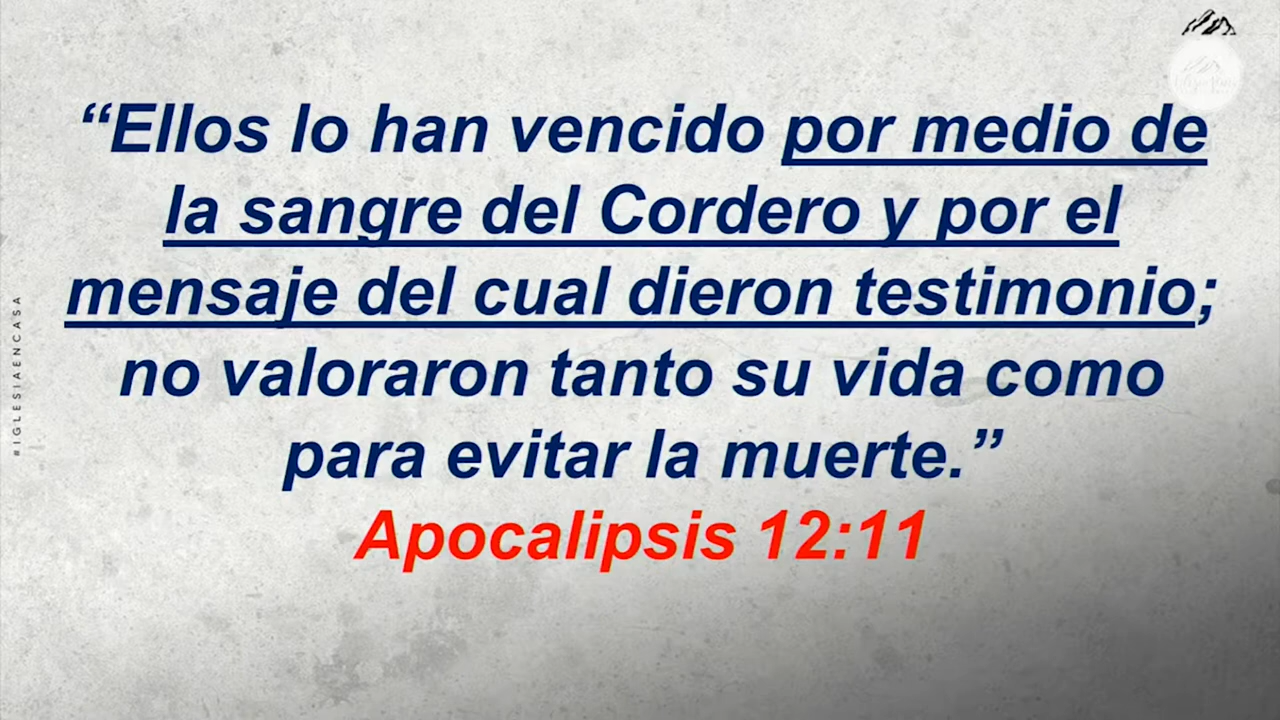 “Ellos lo han vencido por medio de
la sangre del Cordero y por el
mensaje del cual dieron testimonio;
no valoraron tanto su vida como
para evitar la muerte.”
Apocalipsis 12:11
#IGLESIAENCASA